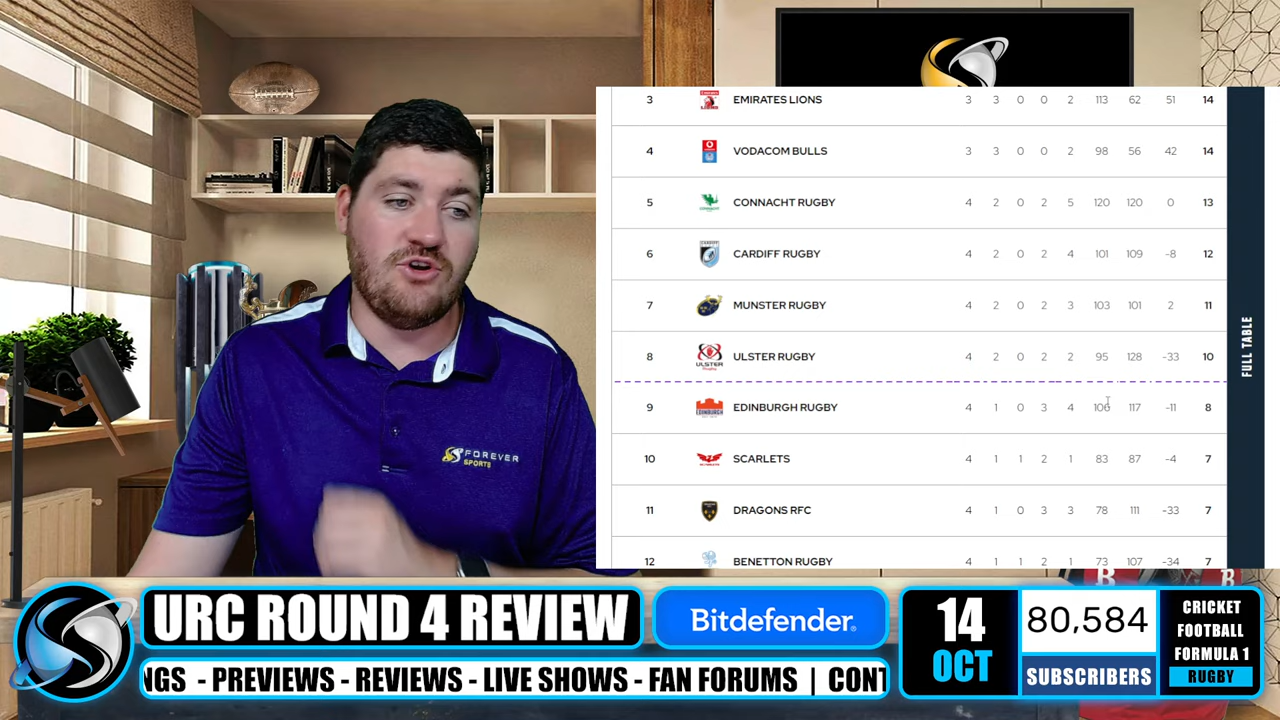 3 EMIRATES LIONS 3 3 0 0 2 113 62 51 14
4 VODACOM BULLS 3 3 0 0 2 98 56 42 14
5 CONNACHT RUGBY 4 2 0 2 5 120 120 0 13
6 CARDIFF RUGBY 4 2 0 2 4 101 109 -8 12
7 MUNSTER RUGBY 4 2 0 2 3 103 101 2 11
8 ULSTER RUGBY 4 2 0 2 2 95 128 -33 10
9 EDINBURGH RUGBY 4 1 0 3 4 106 117 -11 8
10 SCARLETS 4 1 1 2 1 83 87 -4 7
11 DRAGONS RFC 4 1 0 3 3 78 111 -33 7
12 BENETTON RUGBY 4 1 1 2 1 73 107 -34 7
FULL TABLE
FOREVER
SPORTS
URC ROUND 4 REVIEW
Bitdefender
NGS - PREVIEWS - REVIEWS - LIVE SHOWS - FAN FORUMS | CONT
14
OCT
80,584
SUBSCRIBERS
CRICKET
FOOTBALL
FORMULA 1
RUGBY